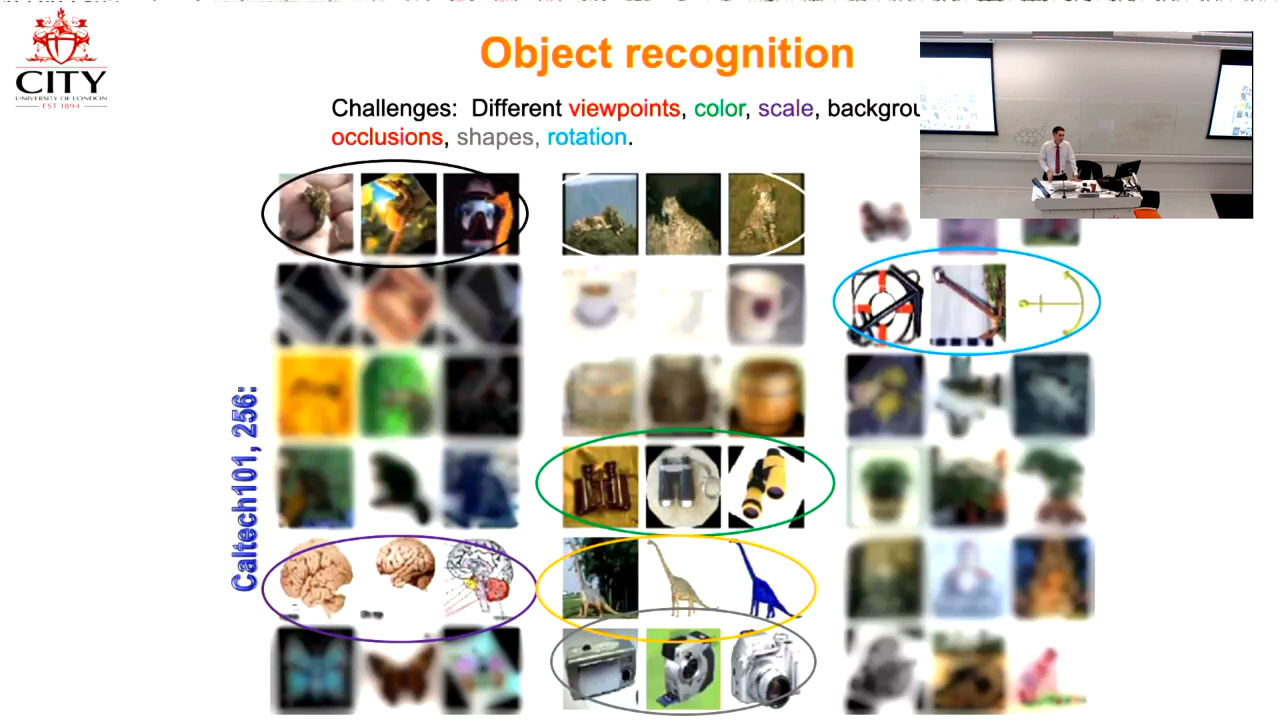 CITY
UNIVERSITY OF LONDON
EST 1894
Object recognition
Challenges: Different viewpoints, color, scale, backgrou
occlusions, shapes, rotation.
Caltech101, 256: